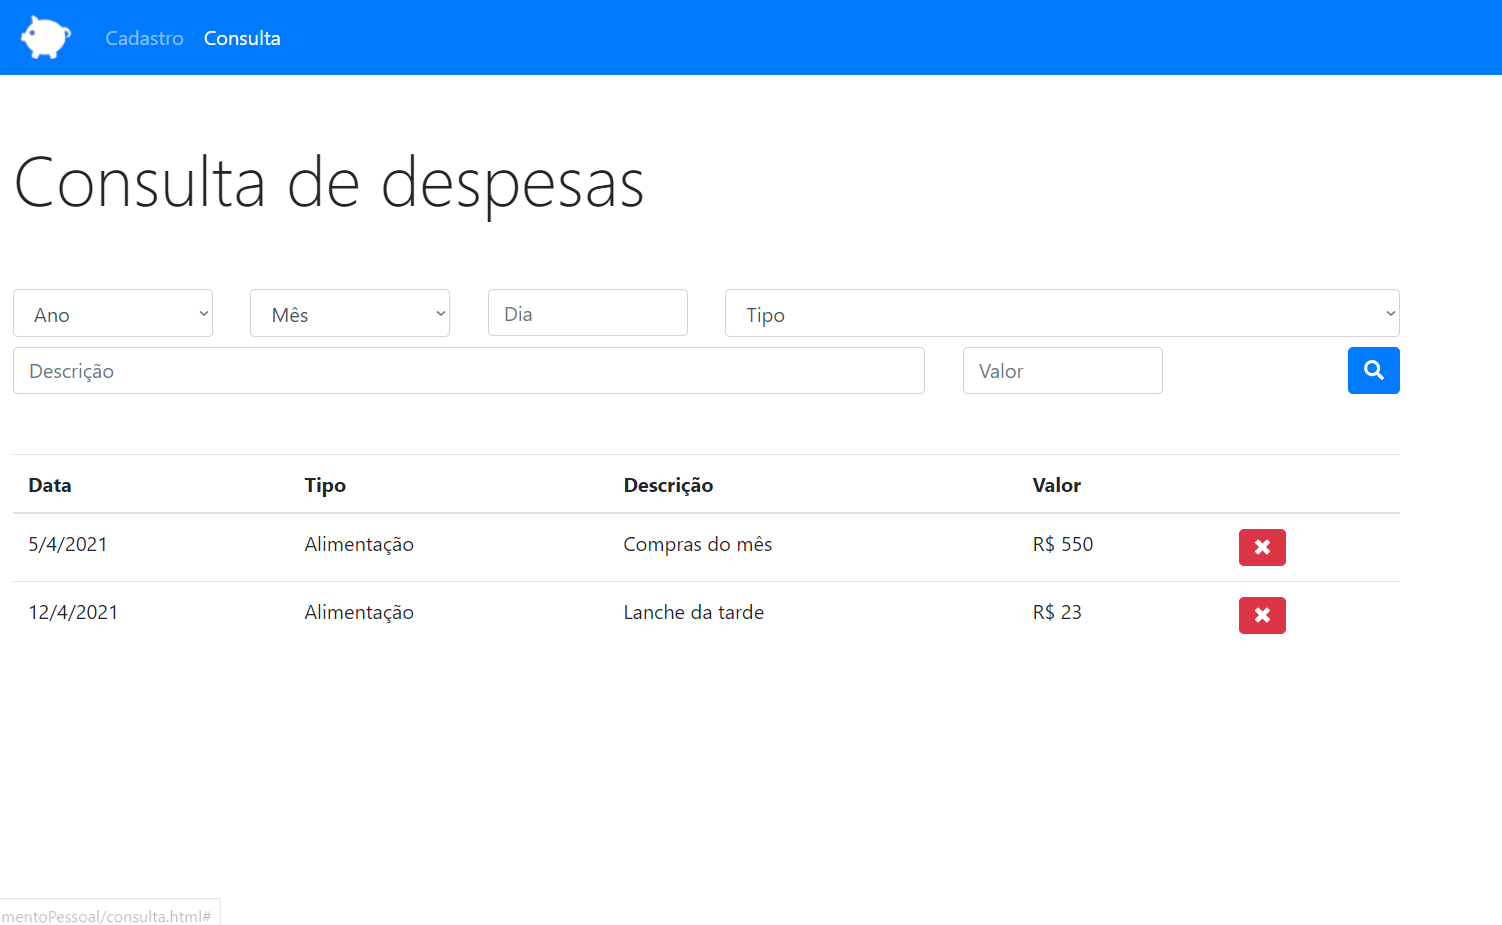 Cadastro Consulta
Consulta de despesas
Ano Mês Dia Tipo
Descrição Valor
Data Tipo Descrição Valor
5/4/2021 Alimentação Compras do mês R$ 550
12/4/2021 Alimentação Lanche da tarde R$ 23
mentoPessoal/consulta.html#